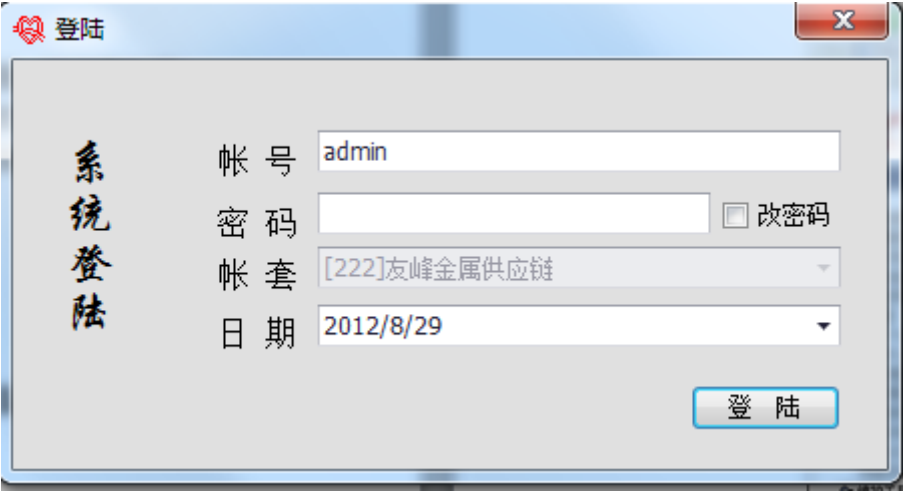 登陆
系统登陆
帐 号 admin
密 码 改密码
帐 套 [222]友峰金属供应链
日 期 2012/8/29
登 陆